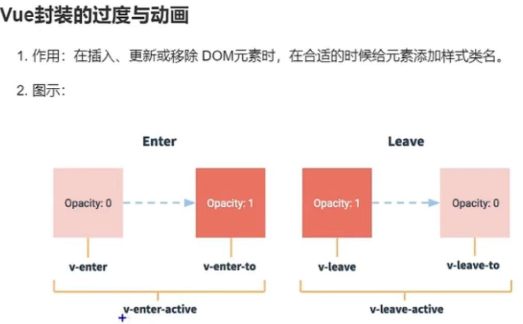 Vue封装的过度与动画
1. 作用：在插入、更新或移除 DOM元素时，在合适的时候给元素添加样式类名。
2. 图示：
Enter Leave
Opacity: 0 Opacity: 1 Opacity: 1 Opacity: 0
v-enter v-enter-to v-leave v-leave-to
v-enter-active v-leave-active